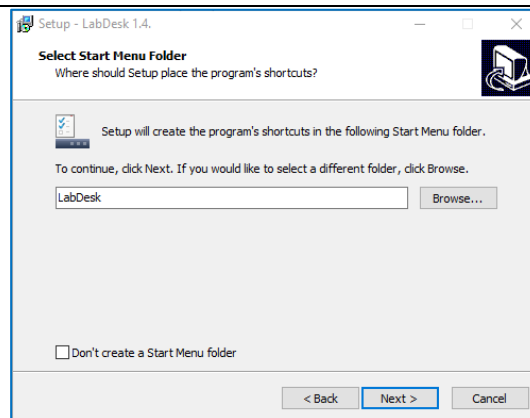 Setup - LabDesk 1.4.
Select Start Menu Folder
Where should Setup place the program's shortcuts?
Setup will create the program's shortcuts in the following Start Menu folder.
To continue, click Next. If you would like to select a different folder, click Browse.
LabDesk
Browse...
Don't create a Start Menu folder
< Back
Next >
Cancel